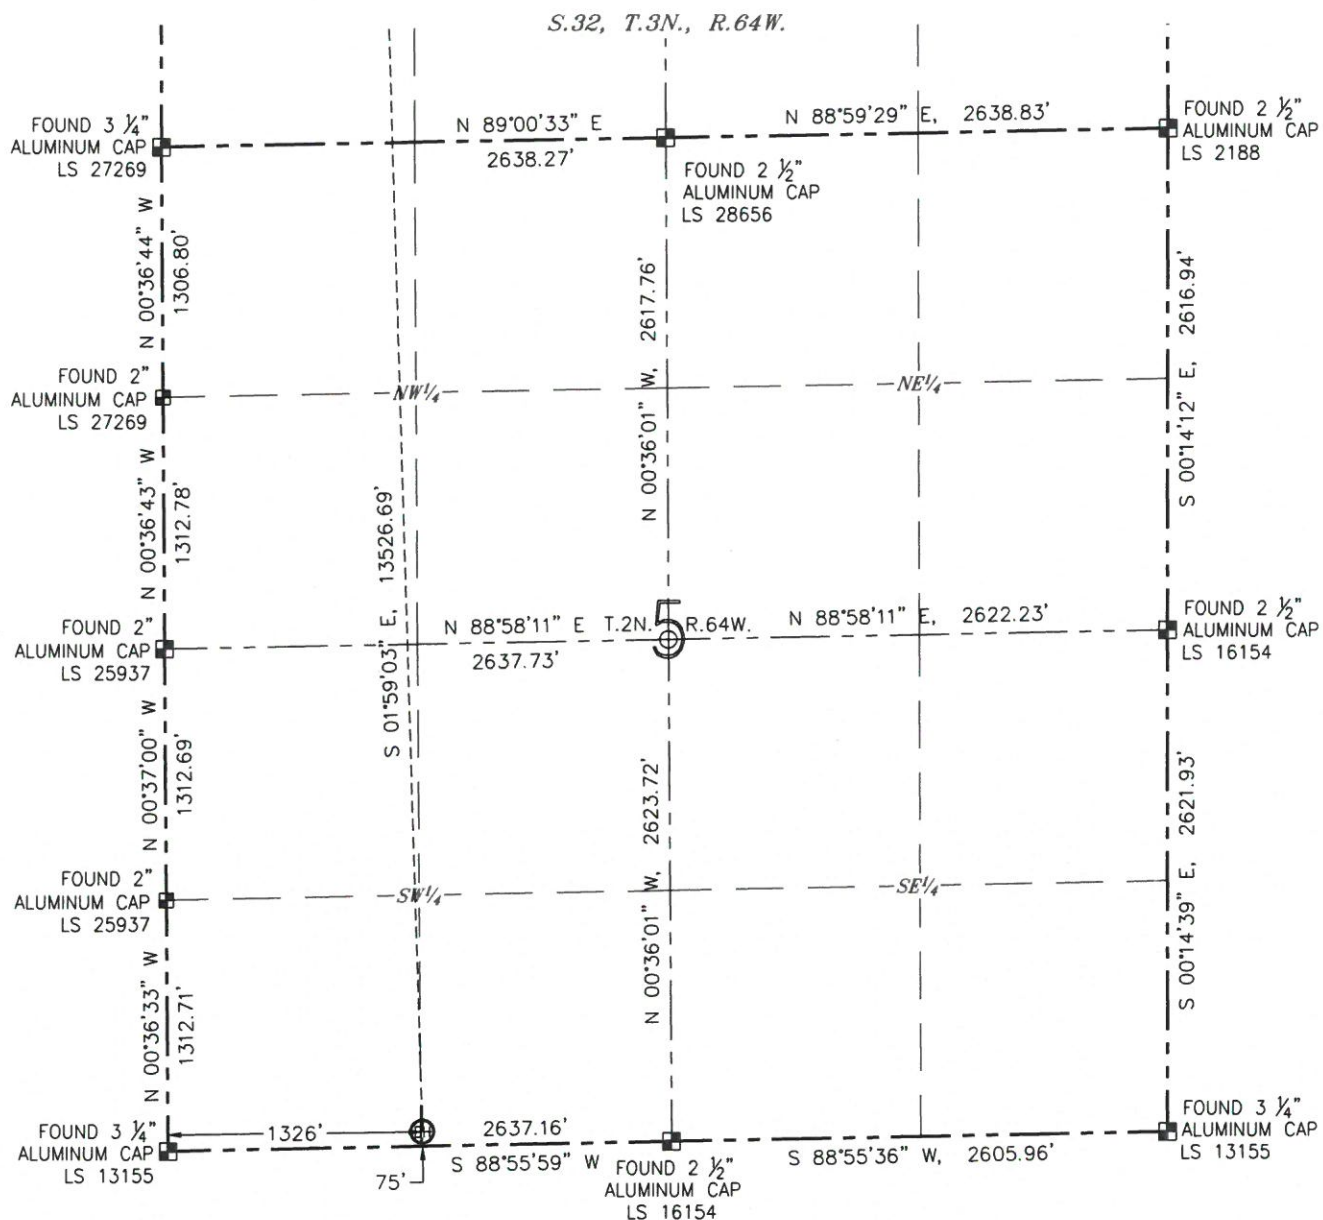 S.32, T.3N., R.64W.
FOUND 3 ¼"
ALUMINUM CAP
LS 27269
N 89°00'33" E
2638.27'
N 88°59'29" E, 2638.83'
FOUND 2 ½"
ALUMINUM CAP
LS 2188
FOUND 2 ½"
ALUMINUM CAP
LS 28656
N 00°36'44" W
1306.80'
N 00°36'01" W, 2617.76'
S 00°14'12" E, 2616.94'
FOUND 2"
ALUMINUM CAP
LS 27269
NW¼
NE¼
N 00°36'43" W
1312.78'
S 01°59'03" E, 13526.69'
FOUND 2"
ALUMINUM CAP
LS 25937
N 88°58'11" E
2637.73'
T.2N. 5 R.64W.
N 88°58'11" E, 2622.23'
FOUND 2 ½"
ALUMINUM CAP
LS 16154
N 00°37'00" W
1312.69'
N 00°36'01" W, 2623.72'
S 00°14'39" E, 2621.93'
FOUND 2"
ALUMINUM CAP
LS 25937
SW¼
SE¼
N 00°36'33" W
1312.71'
FOUND 3 ¼"
ALUMINUM CAP
LS 13155
1326'
75'
2637.16'
S 88°55'59" W
FOUND 2 ½"
ALUMINUM CAP
LS 16154
S 88°55'36" W, 2605.96'
FOUND 3 ¼"
ALUMINUM CAP
LS 13155